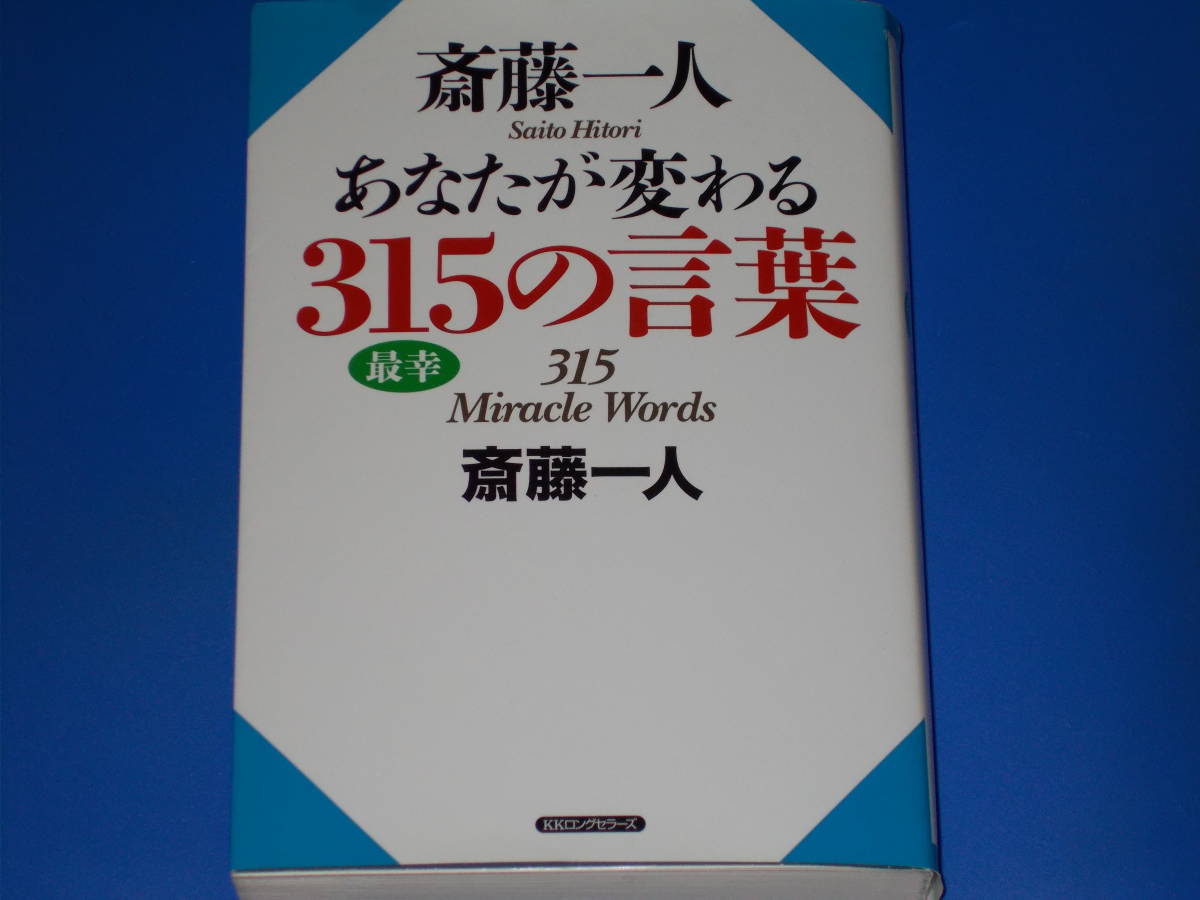 斎藤一人
Saito Hitori
あなたが変わる
315の言葉
最幸
315
Miracle Words
斎藤一人
KKロングセラーズ